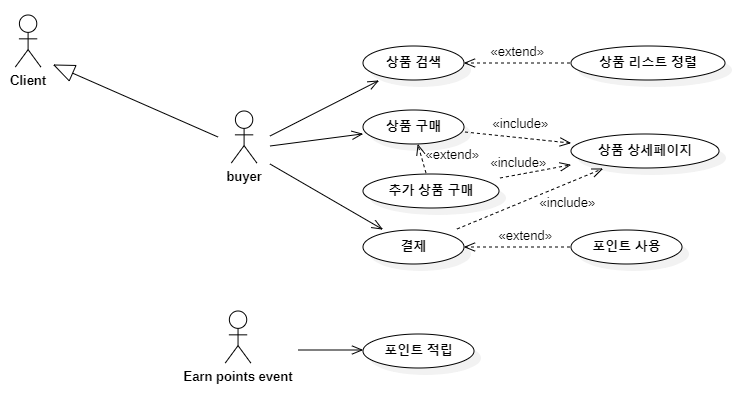 Client
buyer
상품 검색
«extend»
상품 리스트 정렬
상품 구매
«include»
상품 상세페이지
«extend»
«include»
추가 상품 구매
«include»
결제
«extend»
포인트 사용
Earn points event
포인트 적립